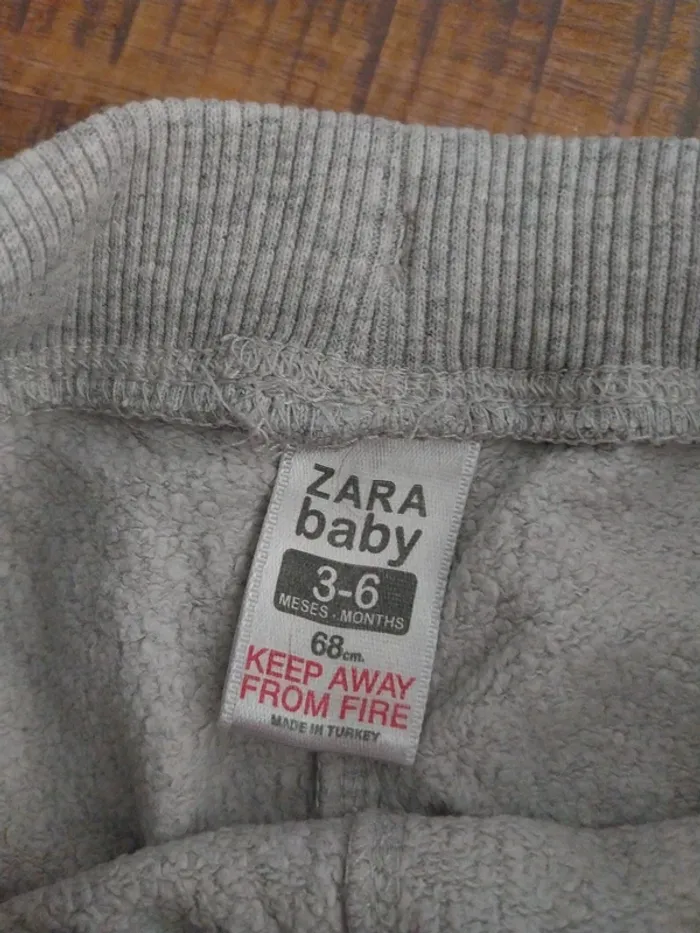 ZARA
baby
3-6
MESES . MONTHS
68cm.
KEEP AWAY
FROM FIRE
MADE IN TURKEY